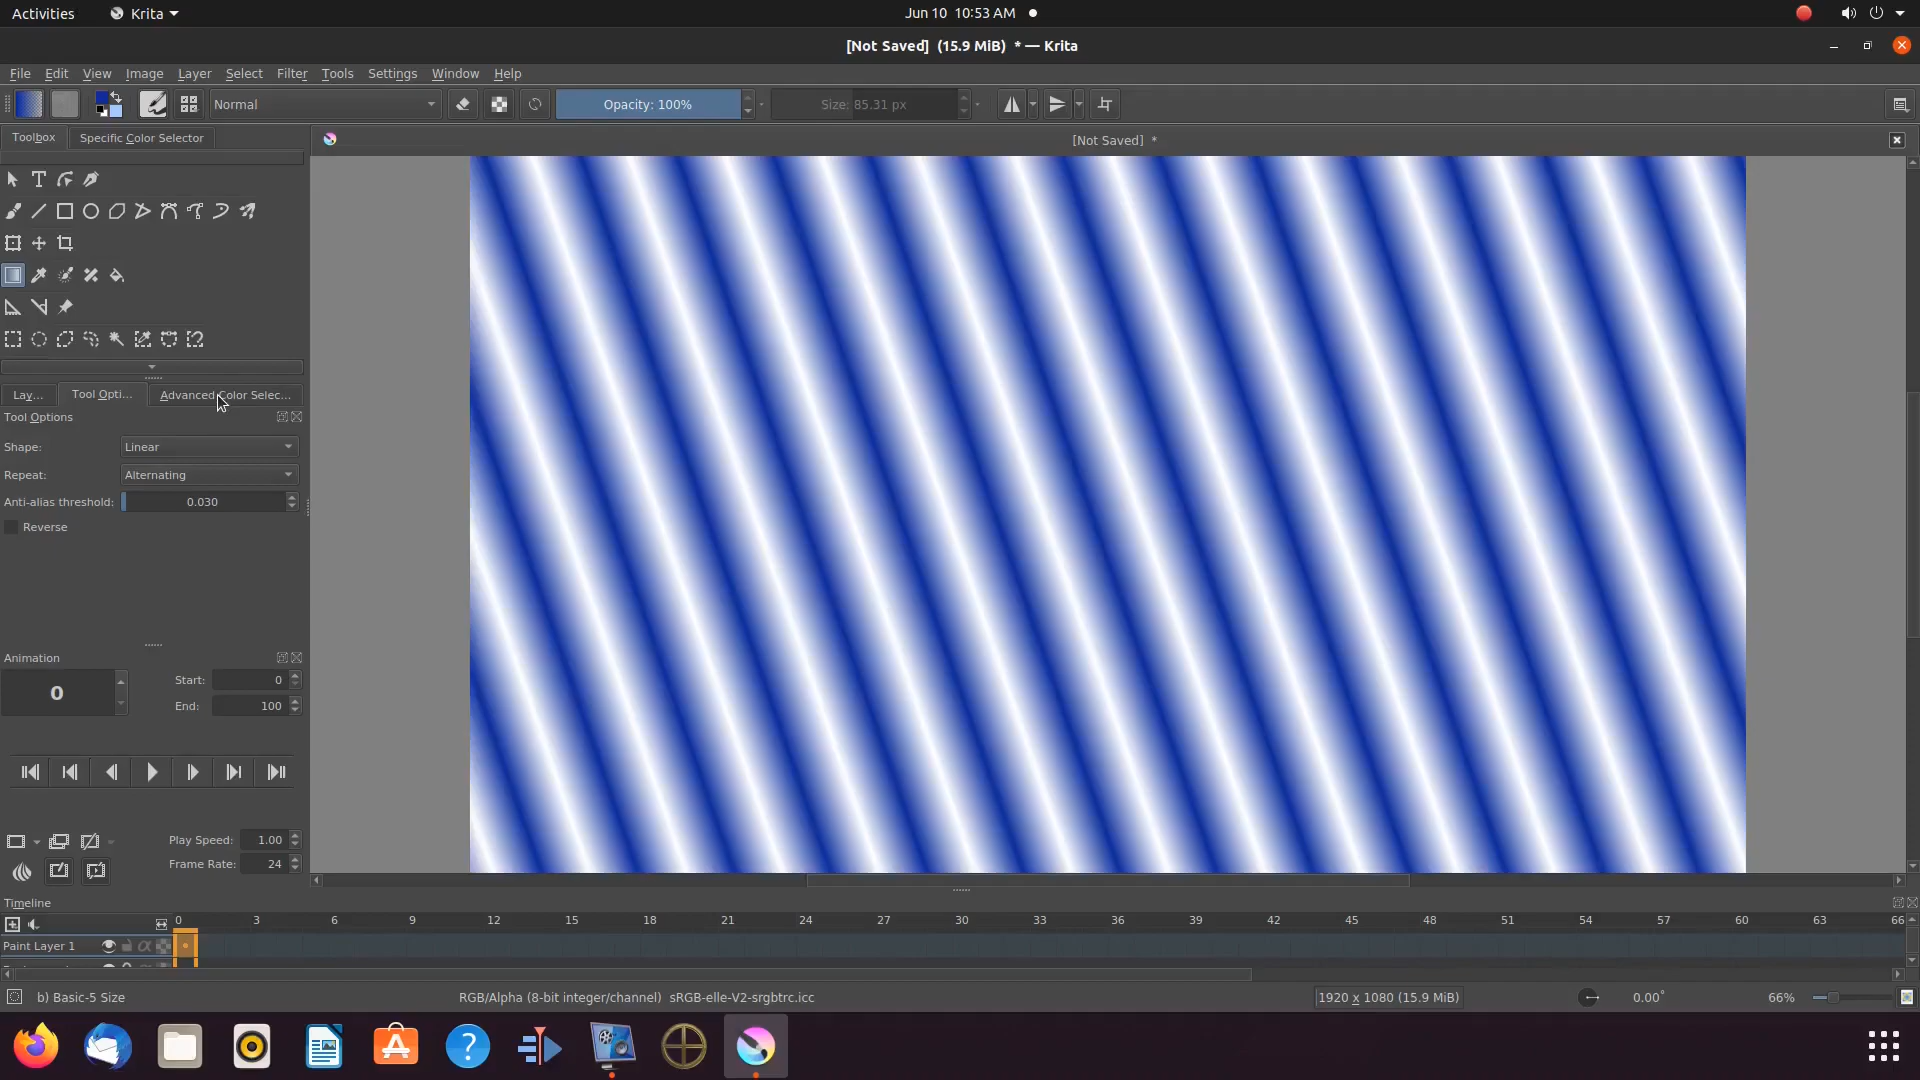 Activities Krita Jun 10 10:53 AM
[Not Saved] (15.9 MiB) * — Krita
File Edit View Image Layer Select Filter Tools Settings Window Help
Normal Opacity: 100% Size: 85.31 px
Toolbox Specific Color Selector [Not Saved] *
Lay... Tool Opti... Advanced Color Selec...
Tool Options
Shape: Linear
Repeat: Alternating
Anti-alias threshold: 0.030
Reverse
Animation
0 Start: 0
End: 100
Play Speed: 1.00
Frame Rate: 24
Timeline
0 3 6 9 12 15 18 21 24 27 30 33 36 39 42 45 48 51 54 57 60 63 66
Paint Layer 1
b) Basic-5 Size RGB/Alpha (8-bit integer/channel) sRGB-elle-V2-srgbtrc.icc 1920 x 1080 (15.9 MiB) 0.00° 66%